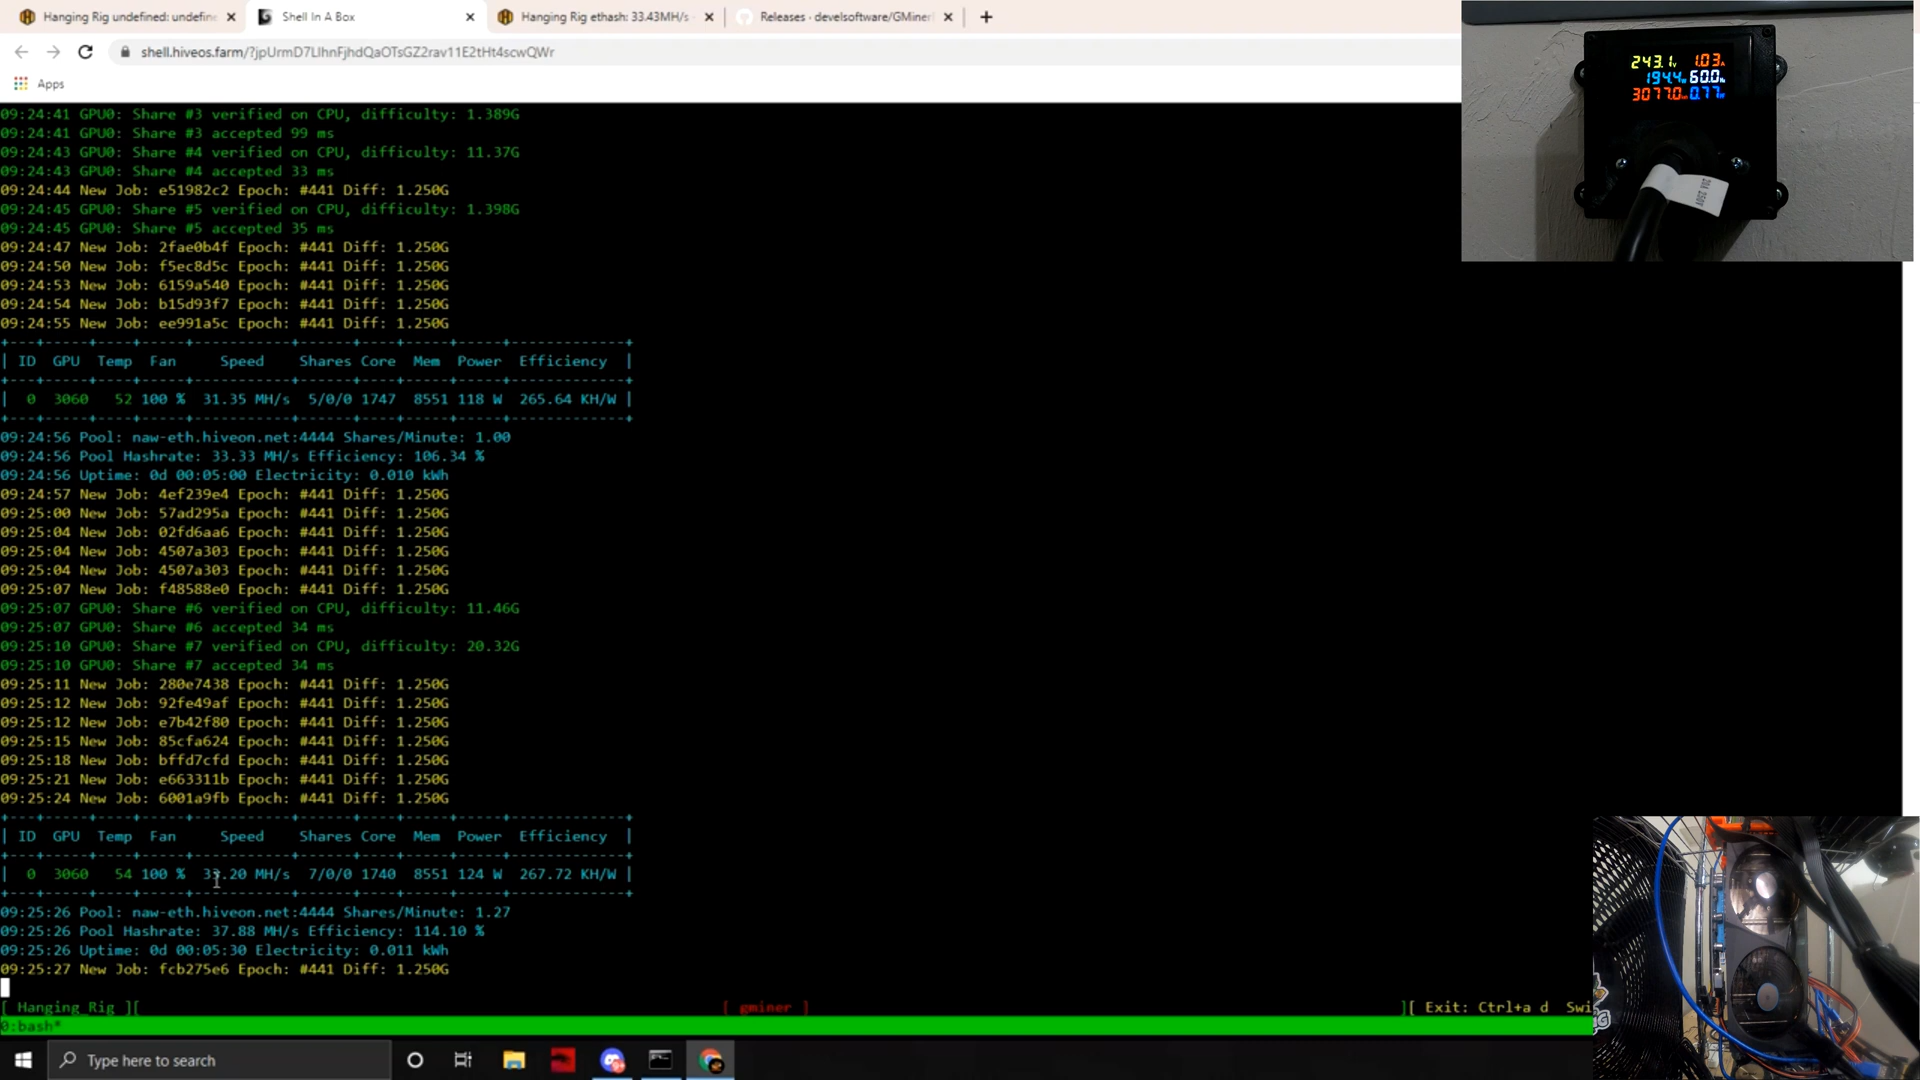 Hanging Rig undefined: undefine
Shell In A Box
Hanging Rig ethash: 33.43MH/s -
Releases · develsoftware/GMiner
Apps
09:24:41 GPU0: Share #3 verified on CPU, difficulty: 1.389G
09:24:41 GPU0: Share #3 accepted 99 ms
09:24:43 GPU0: Share #4 verified on CPU, difficulty: 11.37G
09:24:43 GPU0: Share #4 accepted 33 ms
09:24:44 New Job: e51982c2 Epoch: #441 Diff: 1.250G
09:24:45 GPU0: Share #5 verified on CPU, difficulty: 1.398G
09:24:45 GPU0: Share #5 accepted 35 ms
09:24:47 New Job: 2fae0b4f Epoch: #441 Diff: 1.250G
09:24:50 New Job: f5ec8d5c Epoch: #441 Diff: 1.250G
09:24:53 New Job: 6159a540 Epoch: #441 Diff: 1.250G
09:24:54 New Job: b15d93f7 Epoch: #441 Diff: 1.250G
09:24:55 New Job: ee991a5c Epoch: #441 Diff: 1.250G
ID GPU Temp Fan Speed Shares Core Mem Power Efficiency
0 3060 52 100 % 31.35 MH/s 5/0/0 1747 8551 118 W 265.64 KH/W
09:24:56 Pool: naw-eth.hiveon.net:4444 Shares/Minute: 1.00
09:24:56 Pool Hashrate: 33.33 MH/s Efficiency: 106.34 %
09:24:56 Uptime: 0d 00:05:00 Electricity: 0.010 kWh
09:24:57 New Job: 4ef239e4 Epoch: #441 Diff: 1.250G
09:25:00 New Job: 57ad295a Epoch: #441 Diff: 1.250G
09:25:04 New Job: 02fd6aa6 Epoch: #441 Diff: 1.250G
09:25:04 New Job: 4507a303 Epoch: #441 Diff: 1.250G
09:25:04 New Job: 4507a303 Epoch: #441 Diff: 1.250G
09:25:07 New Job: f48588e0 Epoch: #441 Diff: 1.250G
09:25:07 GPU0: Share #6 verified on CPU, difficulty: 11.46G
09:25:07 GPU0: Share #6 accepted 34 ms
09:25:10 GPU0: Share #7 verified on CPU, difficulty: 20.32G
09:25:10 GPU0: Share #7 accepted 34 ms
09:25:11 New Job: 280e7438 Epoch: #441 Diff: 1.250G
09:25:12 New Job: 92fe49af Epoch: #441 Diff: 1.250G
09:25:12 New Job: e7b42f80 Epoch: #441 Diff: 1.250G
09:25:15 New Job: 85cfa624 Epoch: #441 Diff: 1.250G
09:25:18 New Job: bffd7cfd Epoch: #441 Diff: 1.250G
09:25:21 New Job: e663311b Epoch: #441 Diff: 1.250G
09:25:24 New Job: 6001a9fb Epoch: #441 Diff: 1.250G
ID GPU Temp Fan Speed Shares Core Mem Power Efficiency
0 3060 54 100 % 33.20 MH/s 7/0/0 1740 8551 124 W 267.72 KH/W
09:25:26 Pool: naw-eth.hiveon.net:4444 Shares/Minute: 1.27
09:25:26 Pool Hashrate: 37.88 MH/s Efficiency: 114.10 %
09:25:26 Uptime: 0d 00:05:30 Electricity: 0.011 kWh
09:25:27 New Job: fcb275e6 Epoch: #441 Diff: 1.250G
[ Hanging_Rig ][ { gminer } ][ Exit: Ctrl+a d Swi
0:bash*
Type here to search
243.1V 1.03A
194.4W 60.0Hz
3077.0 0.77PF
20A 250V